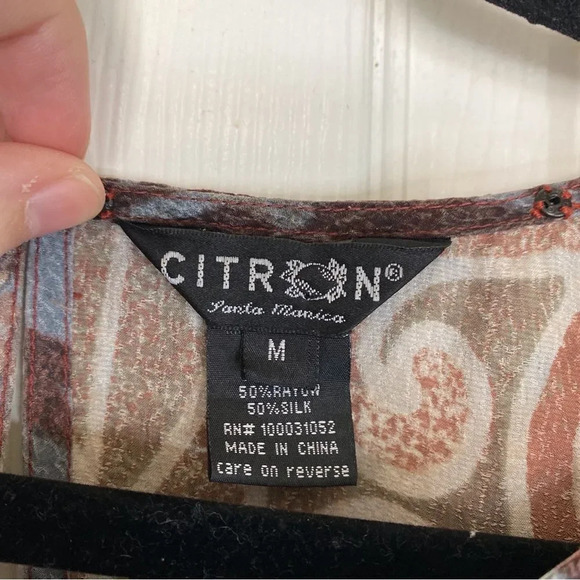 CITRON®
Santa Monica
M
50%RAYON
50%SILK
RN# 100031052
MADE IN CHINA
care on reverse